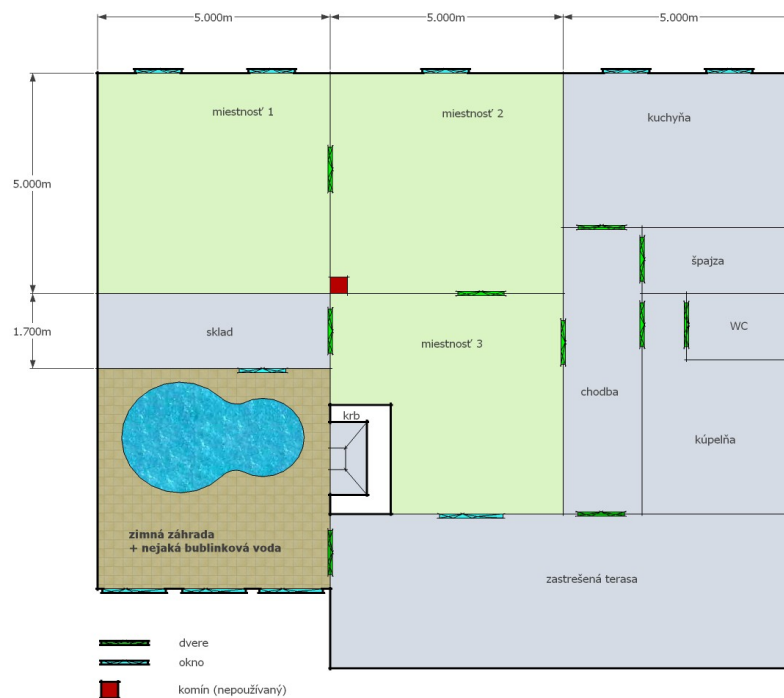 5.000m
5.000m
5.000m
miestnosť 1
miestnosť 2
kuchyňa
5.000m
špajza
1.700m
sklad
miestnosť 3
WC
chodba
krb
kúpelňa
zimná záhrada
+ nejaká bublinková voda
zastrešená terasa
dvere
okno
komín (nepoužívaný)